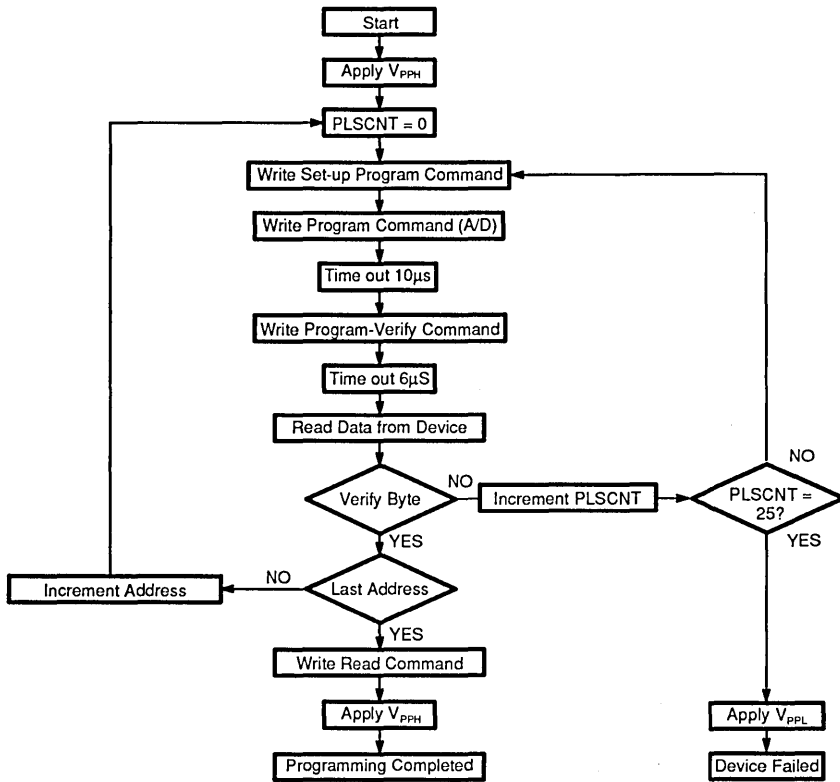 Start
Apply VPPH
PLSCNT = 0
Write Set-up Program Command
Write Program Command (A/D)
Time out 10μs
Write Program-Verify Command
Time out 6μS
Read Data from Device
Verify Byte
NO
Increment PLSCNT
PLSCNT =
25?
NO
YES
YES
Last Address
NO
Increment Address
YES
Write Read Command
Apply VPPH
Programming Completed
Apply VPPL
Device Failed